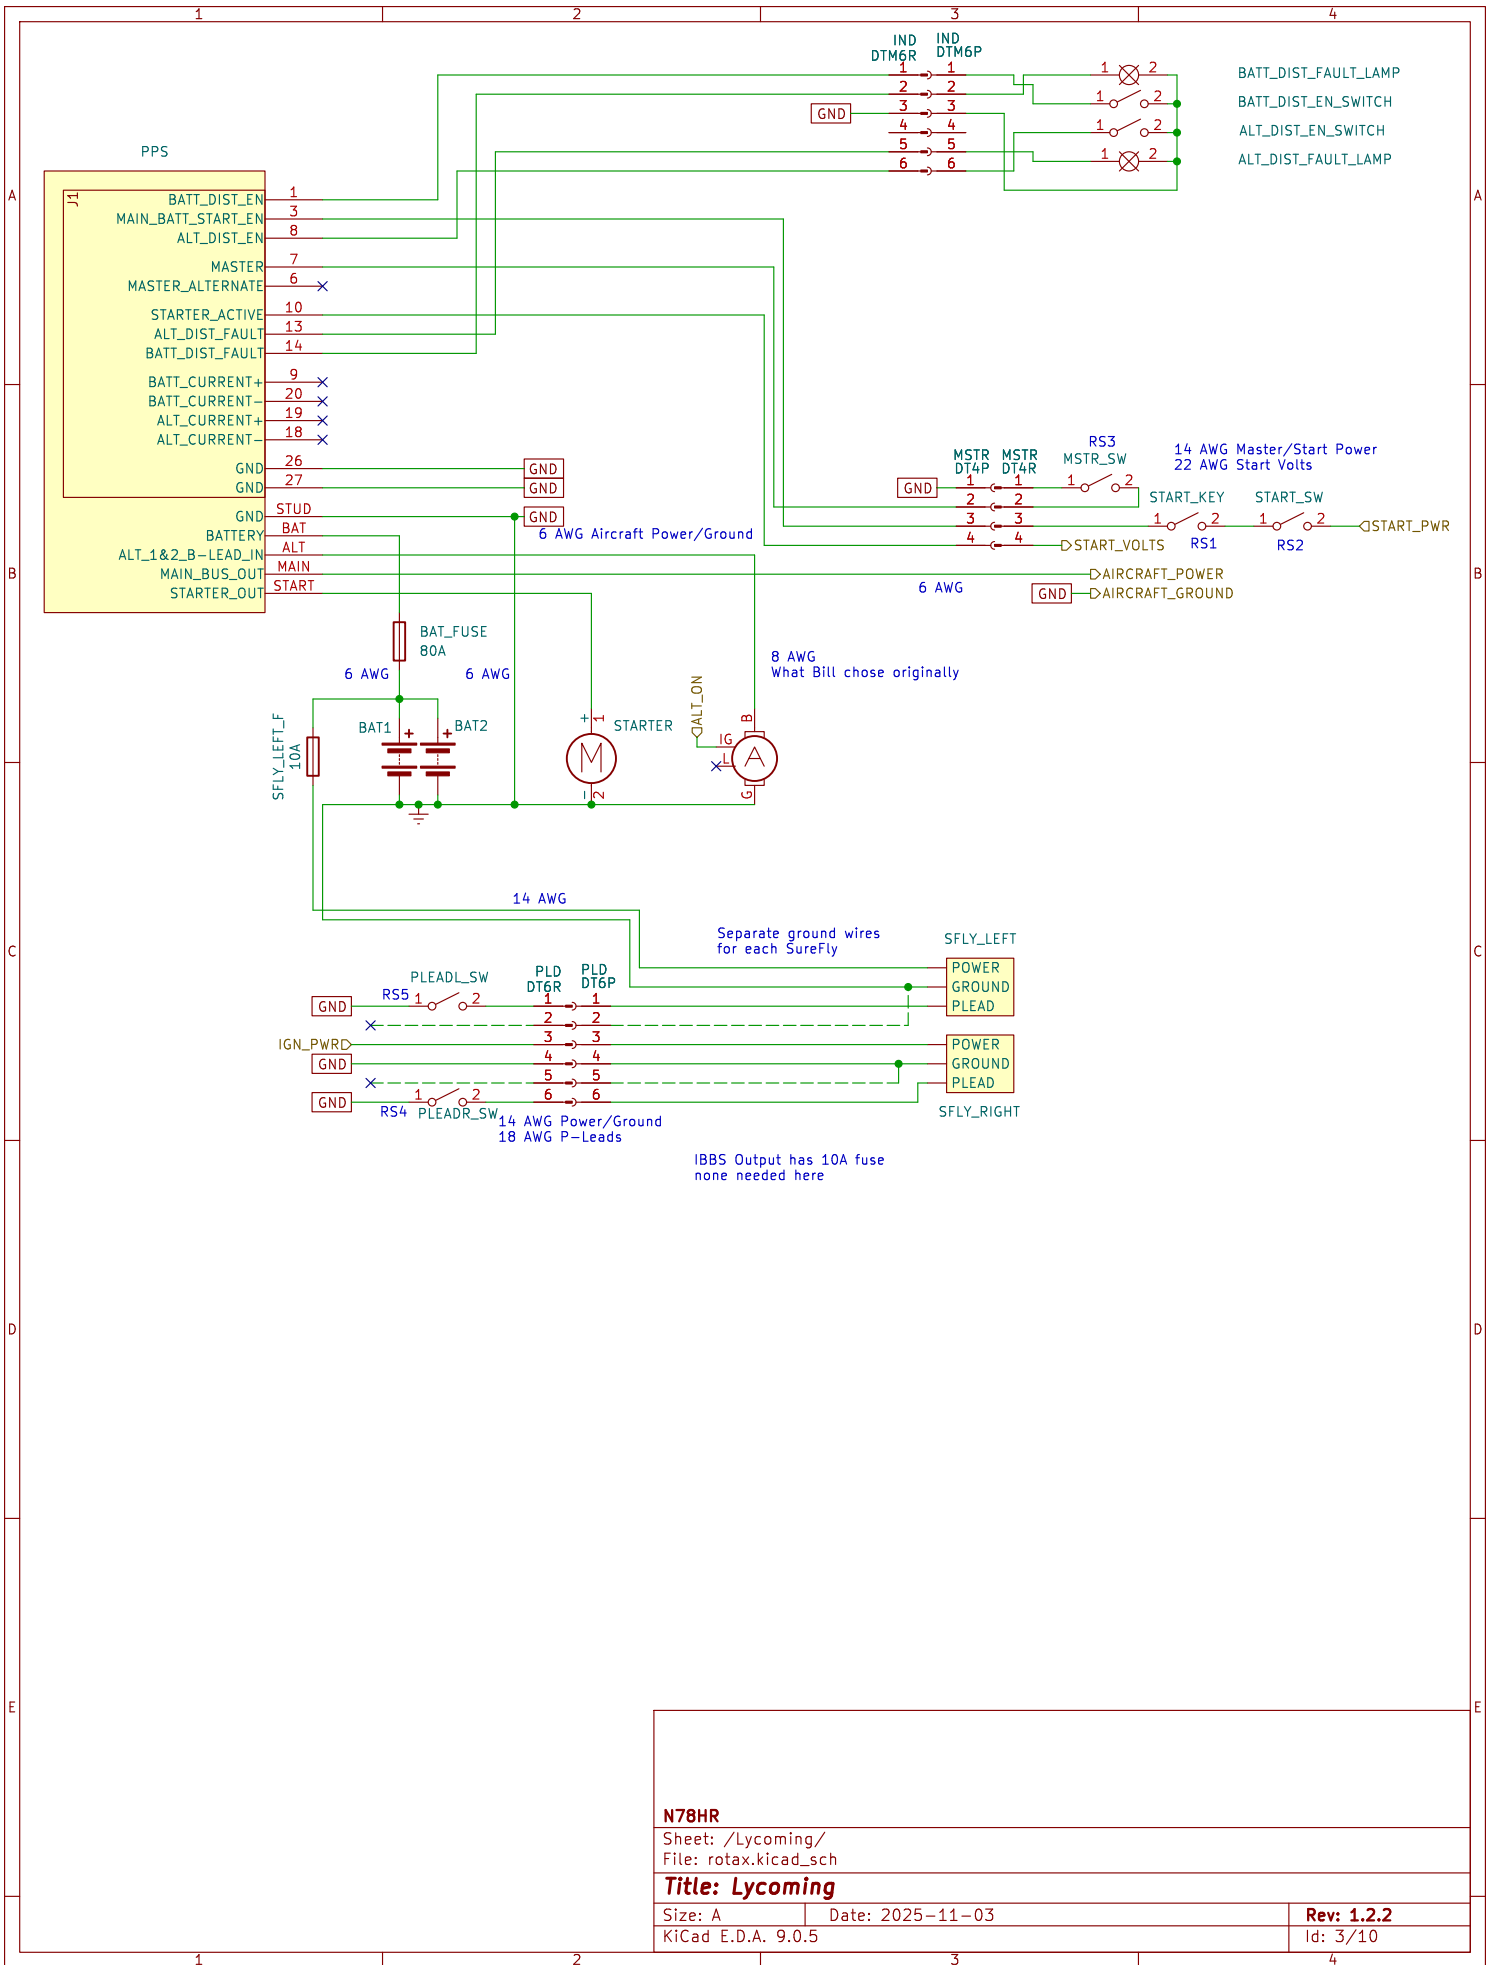 1 2 3 4
IND IND
DTM6R DTM6P
1 1 1 2 BATT_DIST_FAULT_LAMP
2 2
1 2 BATT_DIST_EN_SWITCH
GND 3 3
4 4 1 2 ALT_DIST_EN_SWITCH
5 5
1 2 ALT_DIST_FAULT_LAMP
6 6
PPS
A A
J1
BATT_DIST_EN 1
MAIN_BATT_START_EN 3
ALT_DIST_EN 8
MASTER 7
MASTER_ALTERNATE 6
STARTER_ACTIVE 10
ALT_DIST_FAULT 13
BATT_DIST_FAULT 14
BATT_CURRENT+ 9
BATT_CURRENT- 20
ALT_CURRENT+ 19
ALT_CURRENT- 18
GND 26 GND
GND 27 GND
GND STUD GND
BATTERY BAT
ALT_1&2_B-LEAD_IN ALT
MAIN_BUS_OUT MAIN
STARTER_OUT START
6 AWG Aircraft Power/Ground
RS3
MSTR MSTR MSTR_SW
DT4P DT4R
14 AWG Master/Start Power
22 AWG Start Volts
GND 1 1 1 2
2 2 START_KEY START_SW
3 3 1 2 1 2 START_PWR
4 4 START_VOLTS RS1 RS2
AIRCRAFT_POWER
6 AWG
GND AIRCRAFT_GROUND
B B
BAT_FUSE
80A
6 AWG 6 AWG
8 AWG
What Bill chose originally
SFLY_LEFT_F
10A
BAT1 + BAT2 +
+ 1 STARTER
M
- 2
ALT_ON
B
IG
L
A
G
14 AWG
Separate ground wires
for each SureFly
C C
SFLY_LEFT
POWER
GROUND
PLEAD
PLD PLD
DT6R DT6P
PLEADL_SW
GND RS5 1 2 1 1
2 2
IGN_PWR 3 3
GND 4 4
5 5
GND 1 2 6 6
RS4 PLEADR_SW
POWER
GROUND
PLEAD
SFLY_RIGHT
14 AWG Power/Ground
18 AWG P-Leads
IBBS Output has 10A fuse
none needed here
D D
E E
N78HR
Sheet: /Lycoming/
File: rotax.kicad_sch
Title: Lycoming
Size: A Date: 2025-11-03 Rev: 1.2.2
KiCad E.D.A. 9.0.5 Id: 3/10
1 2 3 4